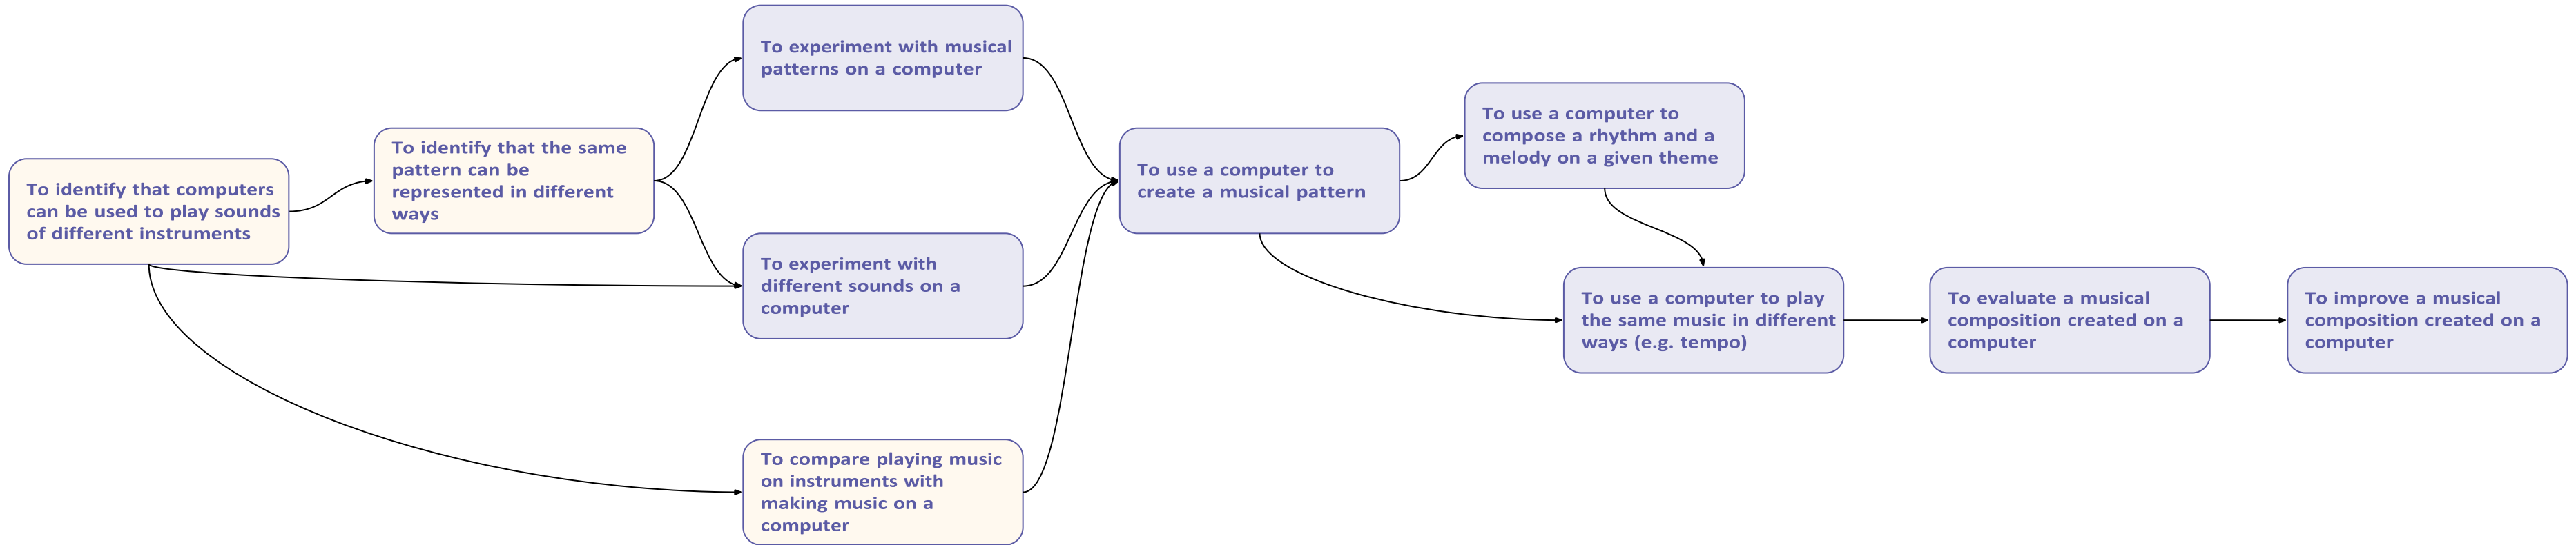 To identify that computers
can be used to play sounds
of different instruments
To identify that the same
pattern can be
represented in different
ways
To experiment with musical
patterns on a computer
To experiment with
different sounds on a
computer
To compare playing music
on instruments with
making music on a
computer
To use a computer to
create a musical pattern
To use a computer to
compose a rhythm and a
melody on a given theme
To use a computer to play
the same music in different
ways (e.g. tempo)
To evaluate a musical
composition created on a
computer
To improve a musical
composition created on a
computer